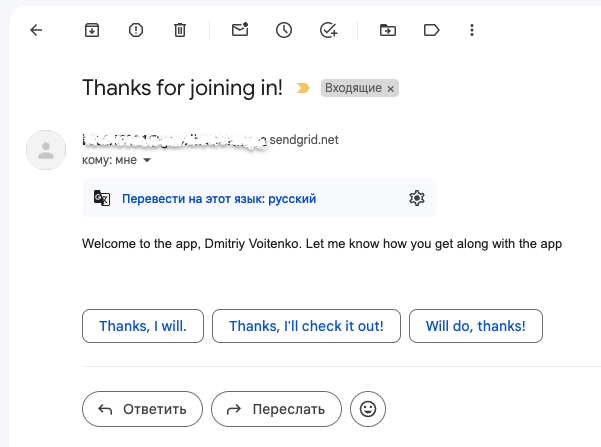 Thanks for joining in!
Входящие ×
sendgrid.net
кому: мне
Перевести на этот язык: русский
Welcome to the app, Dmitriy Voitenko. Let me know how you get along with the app
Thanks, I will.
Thanks, I'll check it out!
Will do, thanks!
Ответить
Переслать